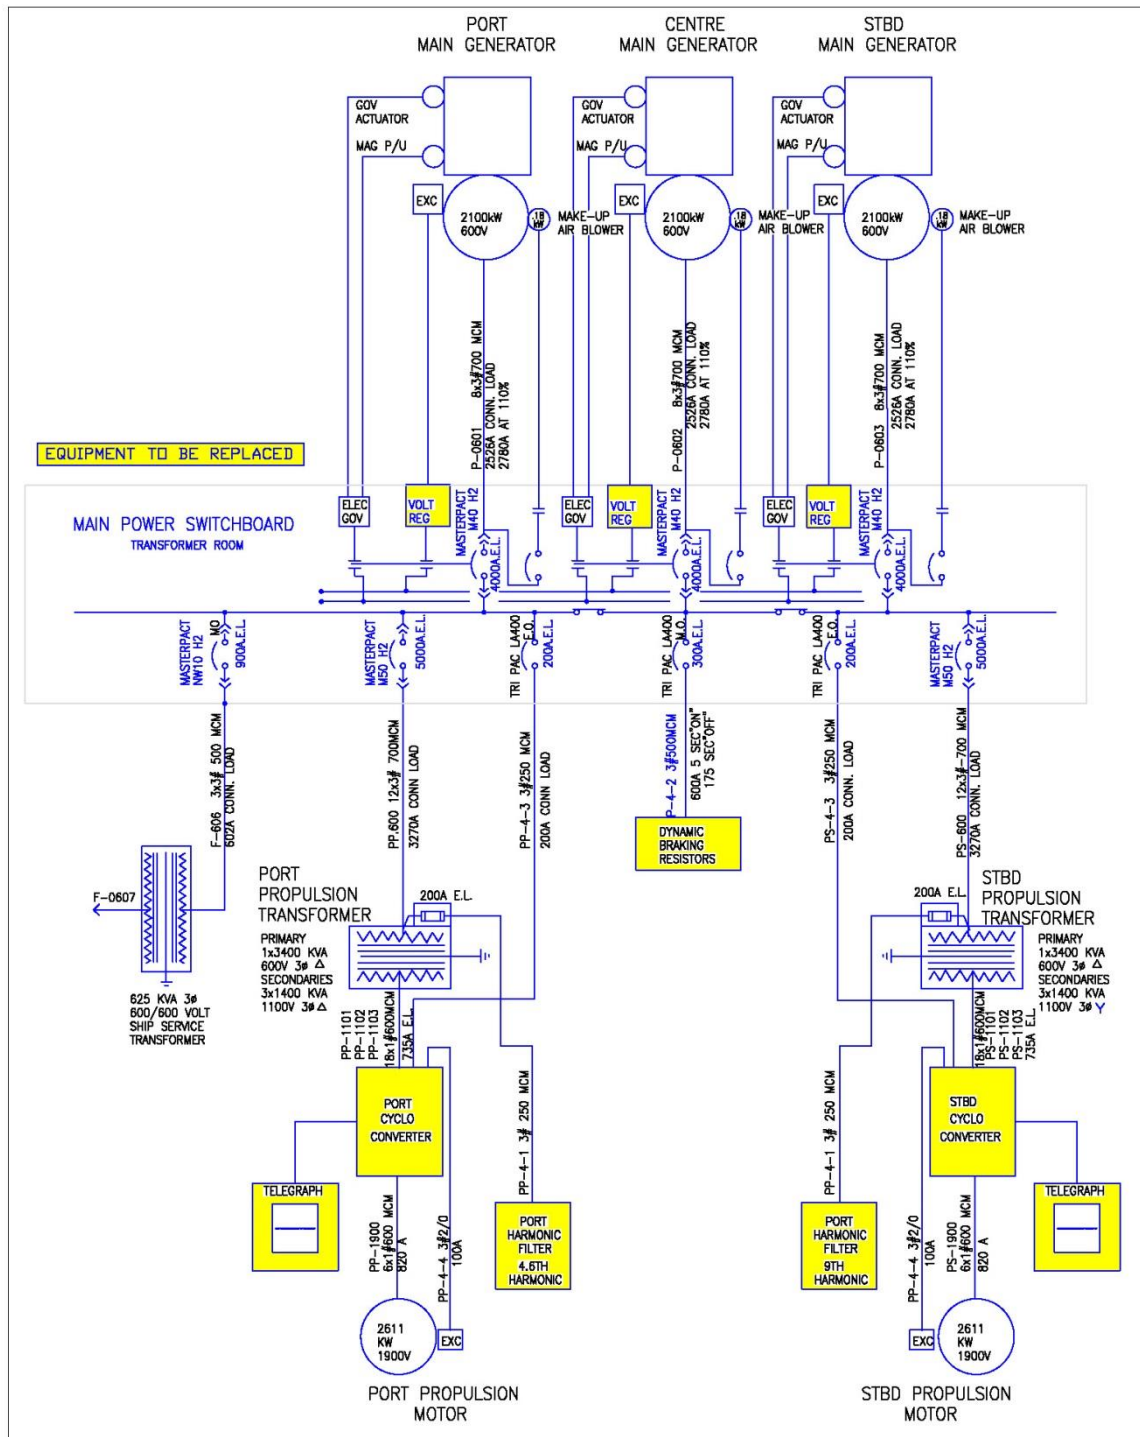 PORT
MAIN GENERATOR
CENTRE
MAIN GENERATOR
STBD
MAIN GENERATOR
GOV
ACTUATOR
MAG P/U
EXC
2100kW
600V
.18
kW
MAKE-UP
AIR BLOWER
GOV
ACTUATOR
MAG P/U
EXC
2100kW
600V
.18
kW
MAKE-UP
AIR BLOWER
GOV
ACTUATOR
MAG P/U
EXC
2100kW
600V
.18
kW
MAKE-UP
AIR BLOWER
P-0601 8x3#700 MCM
2526A CONN. LOAD
2780A AT 110%
P-0602 8x3#700 MCM
2526A CONN. LOAD
2780A AT 110%
P-0603 8x3#700 MCM
2526A CONN. LOAD
2780A AT 110%
EQUIPMENT TO BE REPLACED
MAIN POWER SWITCHBOARD
TRANSFORMER ROOM
ELEC
GOV
VOLT
REG
MASTERPACT
M40 H2
4000A.E.L.
ELEC
GOV
VOLT
REG
MASTERPACT
M40 H2
4000A.E.L.
ELEC
GOV
VOLT
REG
MASTERPACT
M40 H2
4000A.E.L.
MASTERPACT
NW10 H2
MO
900A.E.L.
MASTERPACT
M50 H2
5000A.E.L.
TRI PAC LA400
E.O.
200A.E.L.
TRI PAC LA400
M.O.
300A.E.L.
TRI PAC LA400
E.O.
200A.E.L.
MASTERPACT
M50 H2
5000A.E.L.
F-606 3x3# 500 MCM
602A CONN. LOAD
PP.600 12x3# 700MCM
3270A CONN LOAD
PP-4-3 3#250 MCM
200A CONN LOAD
P-4-2 3#500MCM
600A 5 SEC"ON"
175 SEC"OFF"
PS-4-3 3#250 MCM
200A CONN LOAD
PS-600 12x3#-700 MCM
3270A CONN. LOAD
DYNAMIC
BRAKING
RESISTORS
F-0607
625 KVA 3ø
600/600 VOLT
SHIP SERVICE
TRANSFORMER
PORT
PROPULSION
TRANSFORMER
PRIMARY
1x3400 KVA
600V 3ø Δ
SECONDARIES
3x1400 KVA
1100V 3ø Δ
200A E.L.
200A E.L.
STBD
PROPULSION
TRANSFORMER
PRIMARY
1x3400 KVA
600V 3ø Δ
SECONDARIES
3x1400 KVA
1100V 3ø Y
PP-1101
PP-1102
PP-1103
18x1#600MCM
735A E.L.
18x1#600MCM
PS-1101
PS-1102
PS-1103
735A E.L.
PORT
CYCLO
CONVERTER
STBD
CYCLO
CONVERTER
TELEGRAPH
TELEGRAPH
PP-1900
6x1#600 MCM
820 A
PP-4-4 3#2/0
100A
PP-4-1 3# 250 MCM
PORT
HARMONIC
FILTER
4.6TH
HARMONIC
PP-4-1 3# 250 MCM
PORT
HARMONIC
FILTER
9TH
HARMONIC
PP-4-4 3#2/0
100A
PS-1900
6x1#600 MCM
820 A
2611
KW
1900V
EXC
EXC
2611
KW
1900V
PORT PROPULSION
MOTOR
STBD PROPULSION
MOTOR